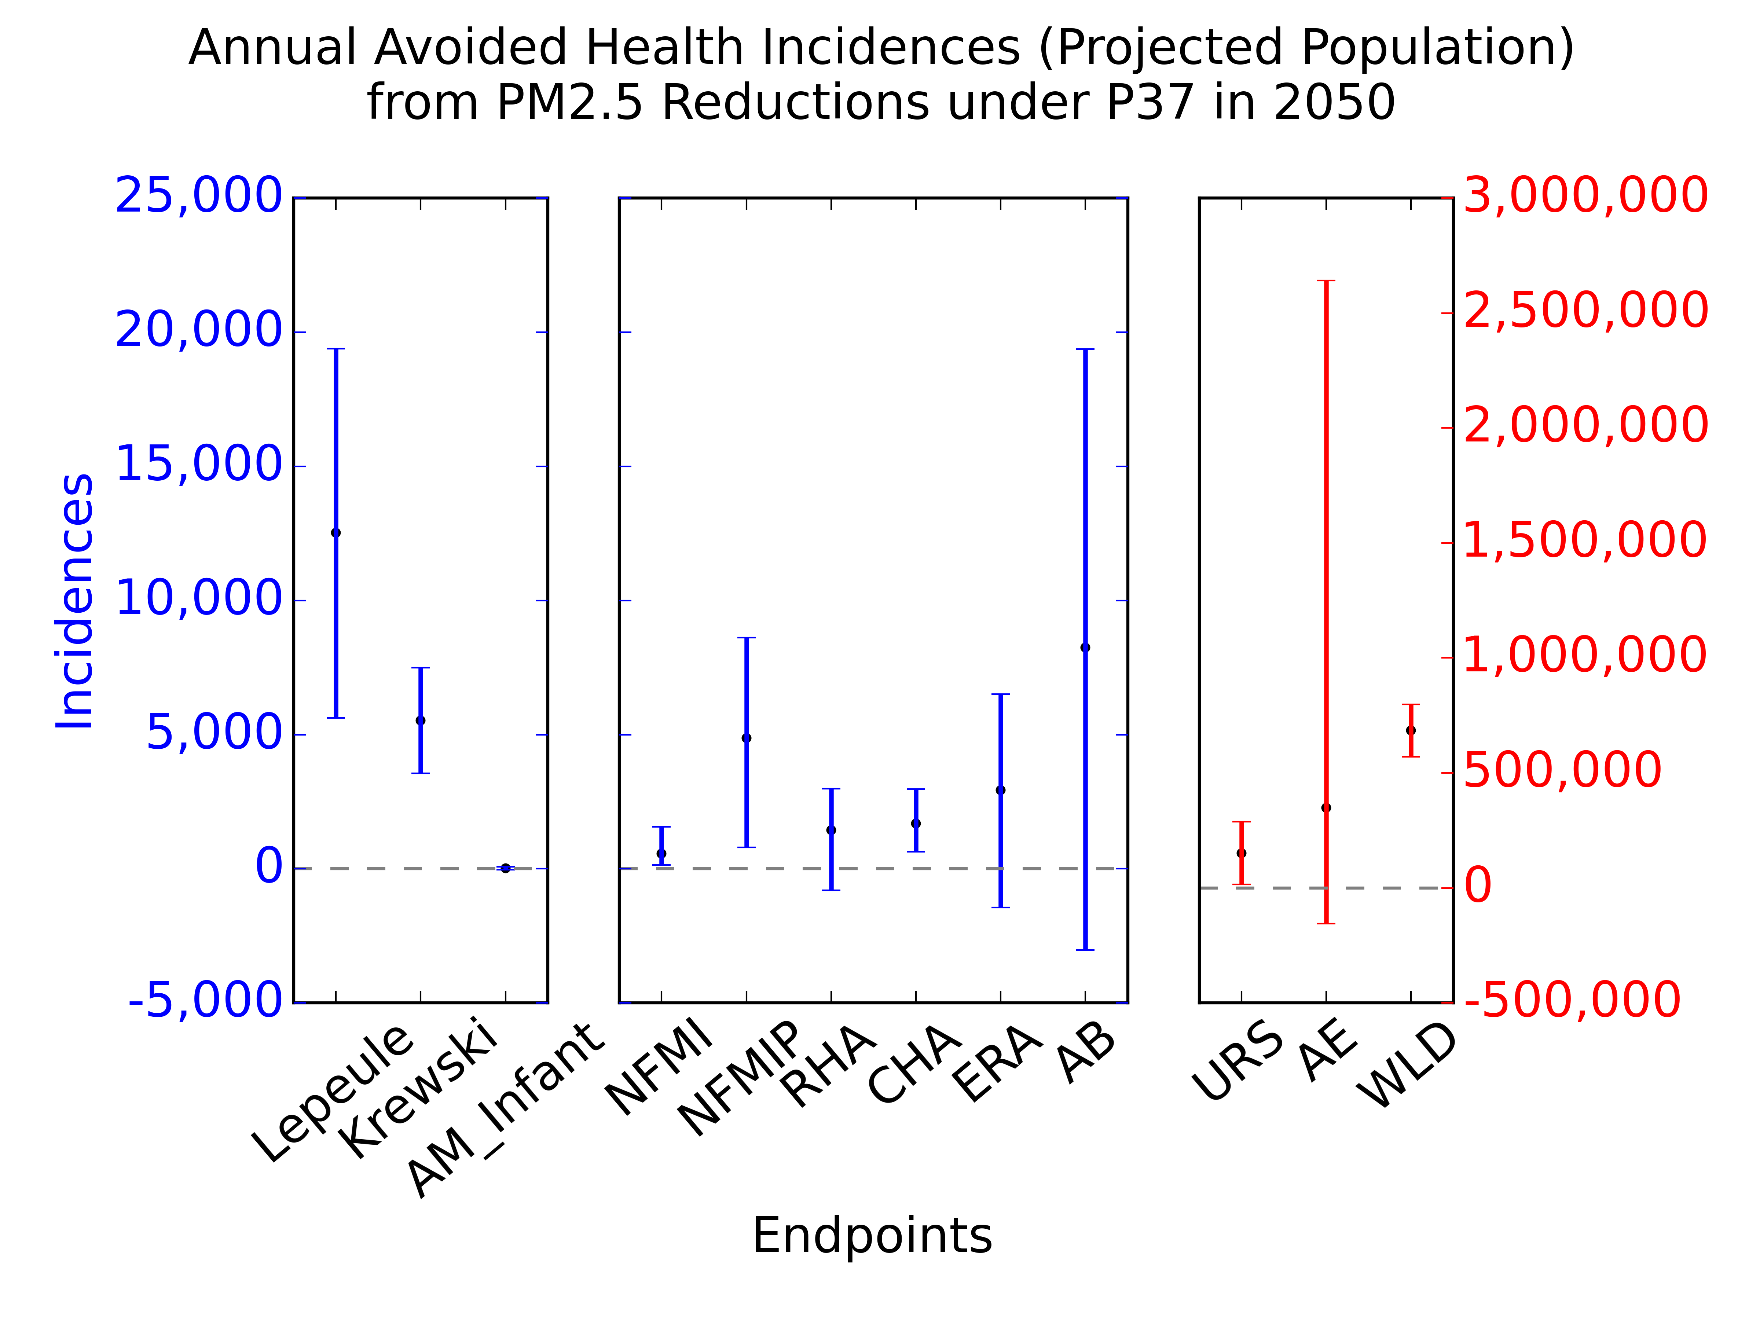 Annual Avoided Health Incidences (Projected Population)
from PM2.5 Reductions under P37 in 2050
Incidences
25,000
20,000
15,000
10,000
5,000
0
-5,000
3,000,000
2,500,000
2,000,000
1,500,000
1,000,000
500,000
0
-500,000
Lepeule
Krewski
AM_Infant
NFMI
NFMIP
RHA
CHA
ERA
AB
URS
AE
WLD
Endpoints